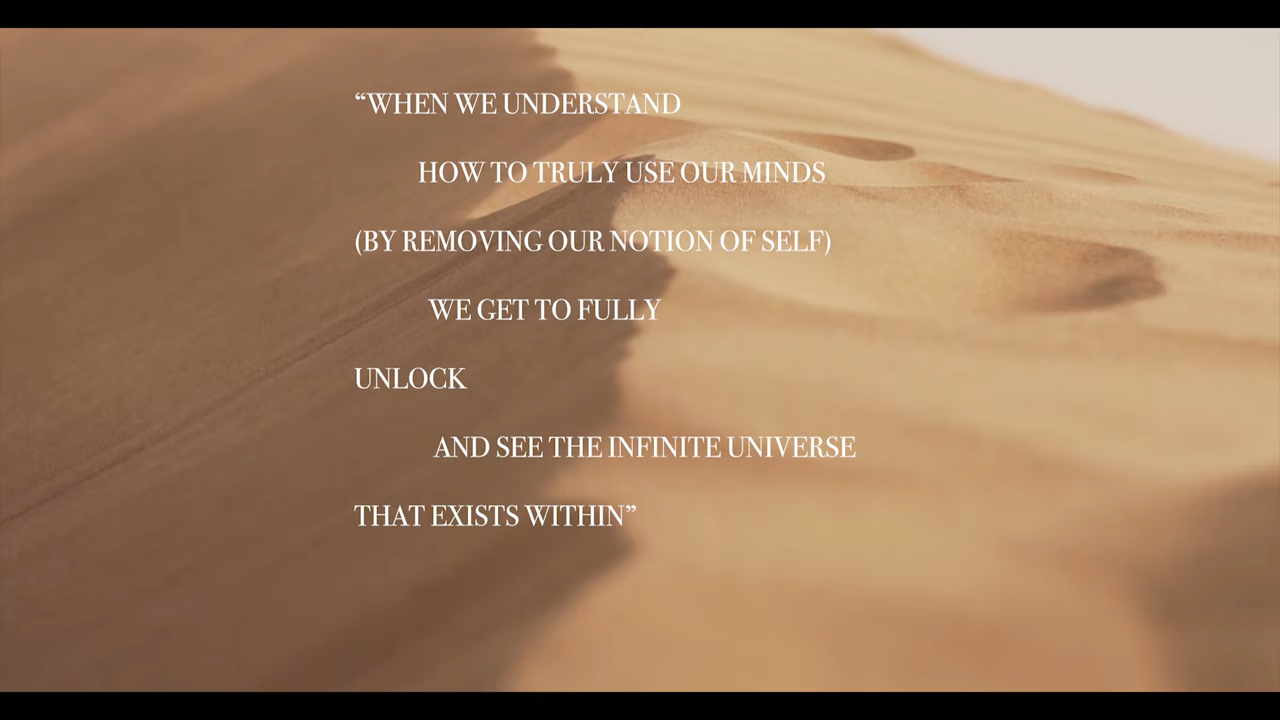 “WHEN WE UNDERSTAND
HOW TO TRULY USE OUR MINDS
(BY REMOVING OUR NOTION OF SELF)
WE GET TO FULLY
UNLOCK
AND SEE THE INFINITE UNIVERSE
THAT EXISTS WITHIN”